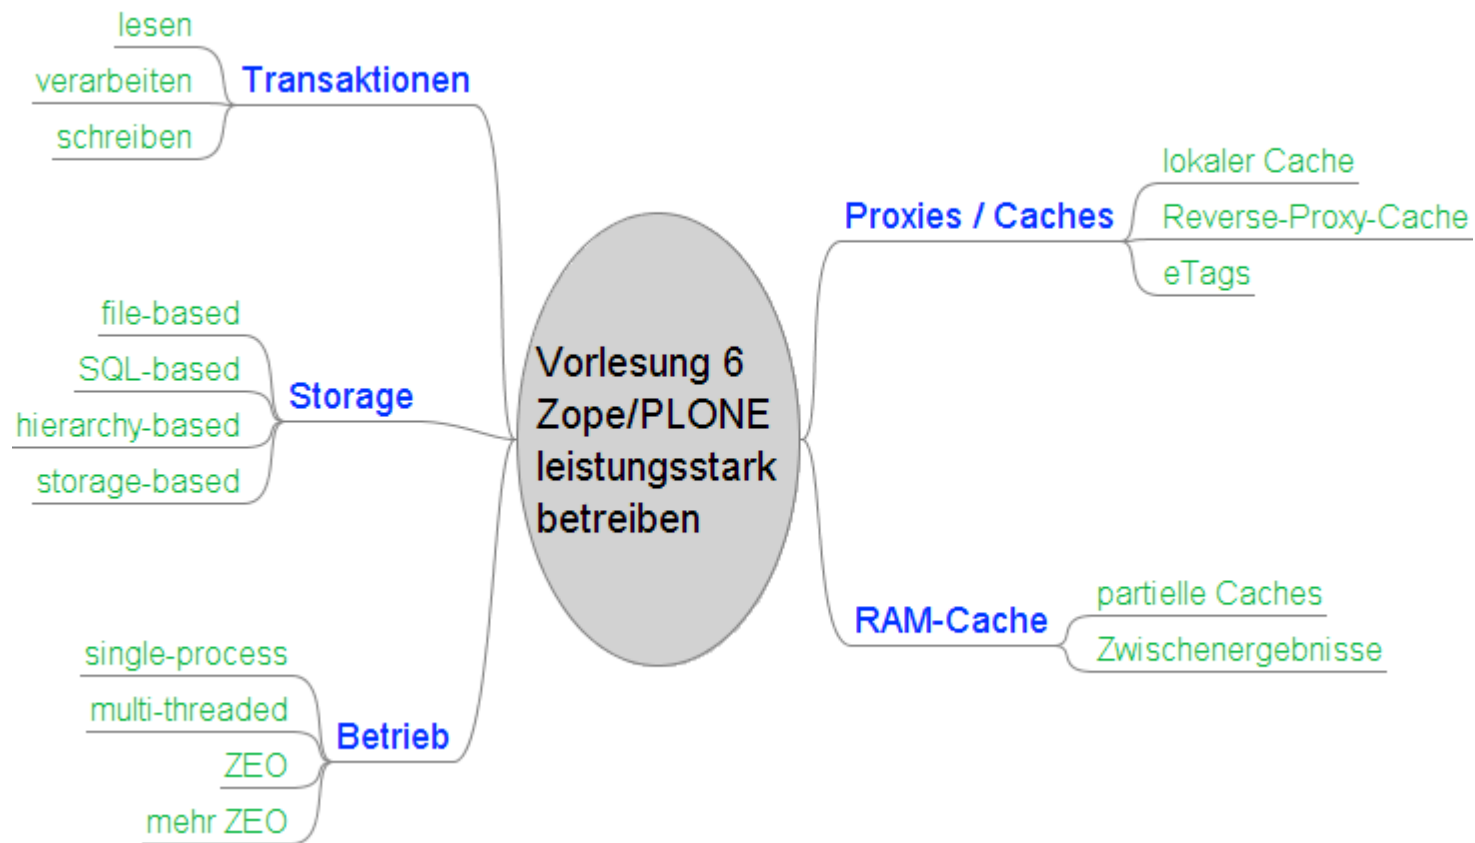 lesen
verarbeiten
schreiben
Transaktionen
file-based
SQL-based
hierarchy-based
storage-based
Storage
single-process
multi-threaded
ZEO
mehr ZEO
Betrieb
Vorlesung 6
Zope/PLONE
leistungsstark
betreiben
Proxies / Caches
lokaler Cache
Reverse-Proxy-Cache
eTags
RAM-Cache
partielle Caches
Zwischenergebnisse